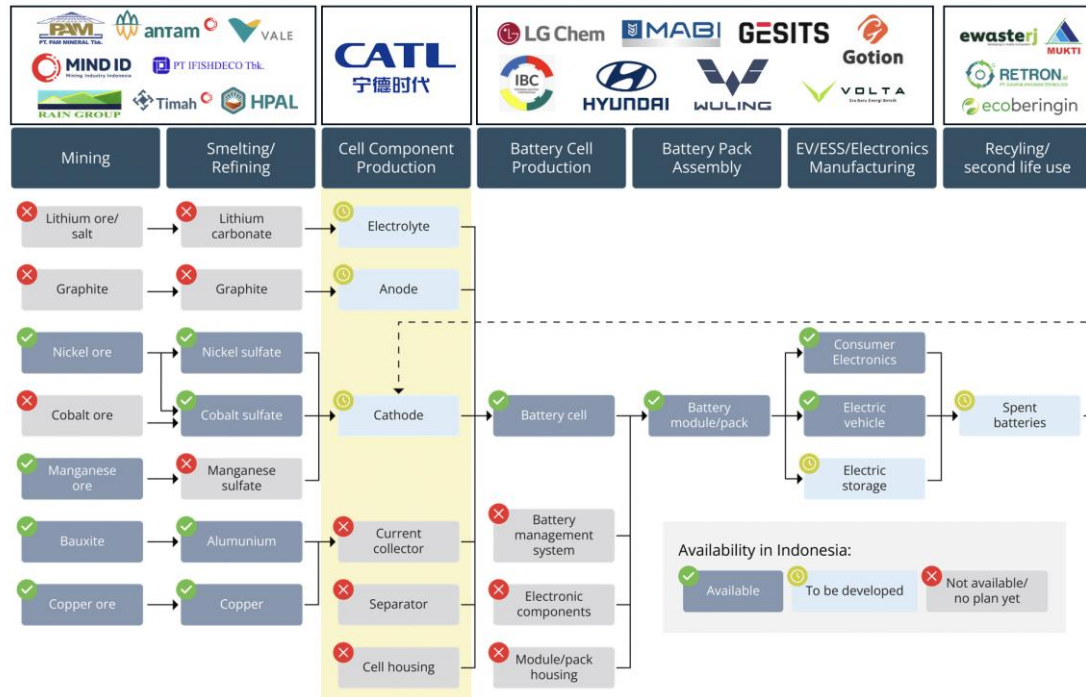 PAM
PT. PAM MINERAL Tbk.
antam
VALE
MIND ID
Mining Industry Indonesia
PT IFISHDECO Tbk.
RAIN GROUP
Timah
HPAL
CATL
宁德时代
LG Chem
MABI
GESITS
Gotion
IBC
HYUNDAI
WULING
VOLTA
ewasterj
MUKTI
RETRON
ecoberingin
Mining
Smelting/
Refining
Cell Component
Production
Battery Cell
Production
Battery Pack
Assembly
EV/ESS/Electronics
Manufacturing
Recyling/
second life use
Lithium ore/
salt
Lithium
carbonate
Electrolyte
Graphite
Graphite
Anode
Nickel ore
Nickel sulfate
Consumer
Electronics
Cobalt ore
Cobalt sulfate
Cathode
Battery cell
Battery
module/pack
Electric
vehicle
Spent
batteries
Manganese
ore
Manganese
sulfate
Electric
storage
Bauxite
Alumunium
Current
collector
Battery
management
system
Copper ore
Copper
Separator
Electronic
components
Cell housing
Module/pack
housing
Availability in Indonesia:
Available
To be developed
Not available/
no plan yet